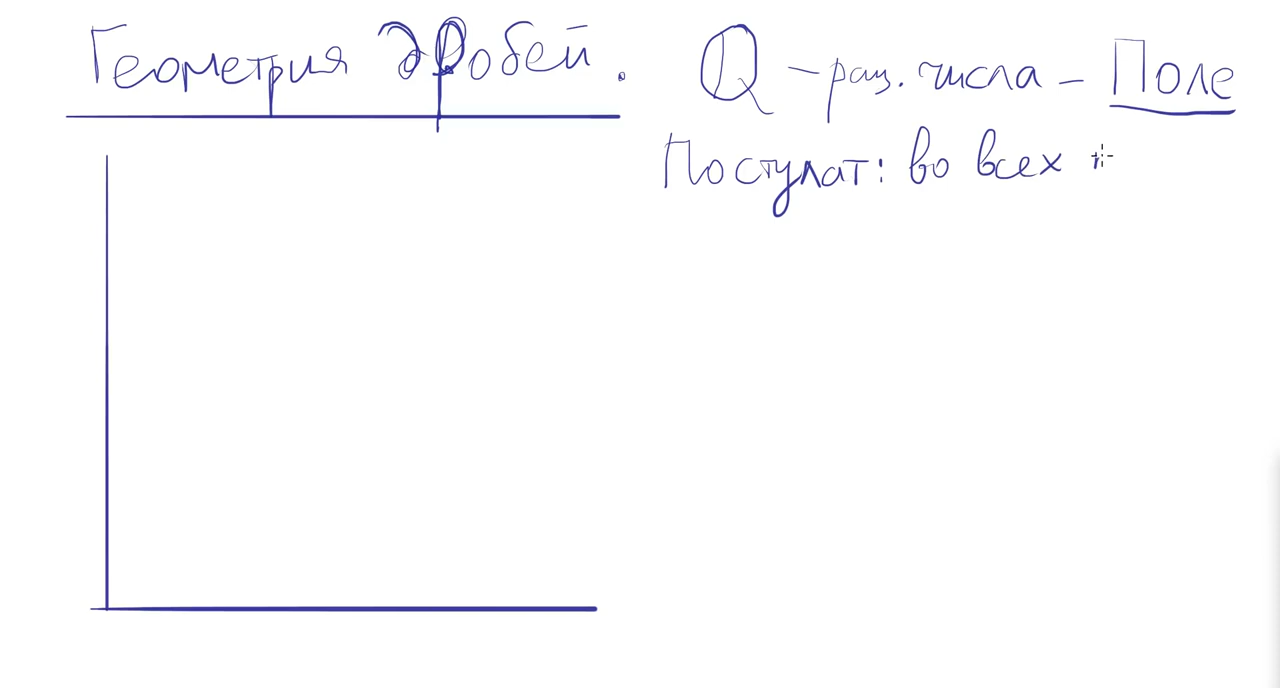 Геометрия дробей.
Q – рац. числа – Поле
Постулат: во всех